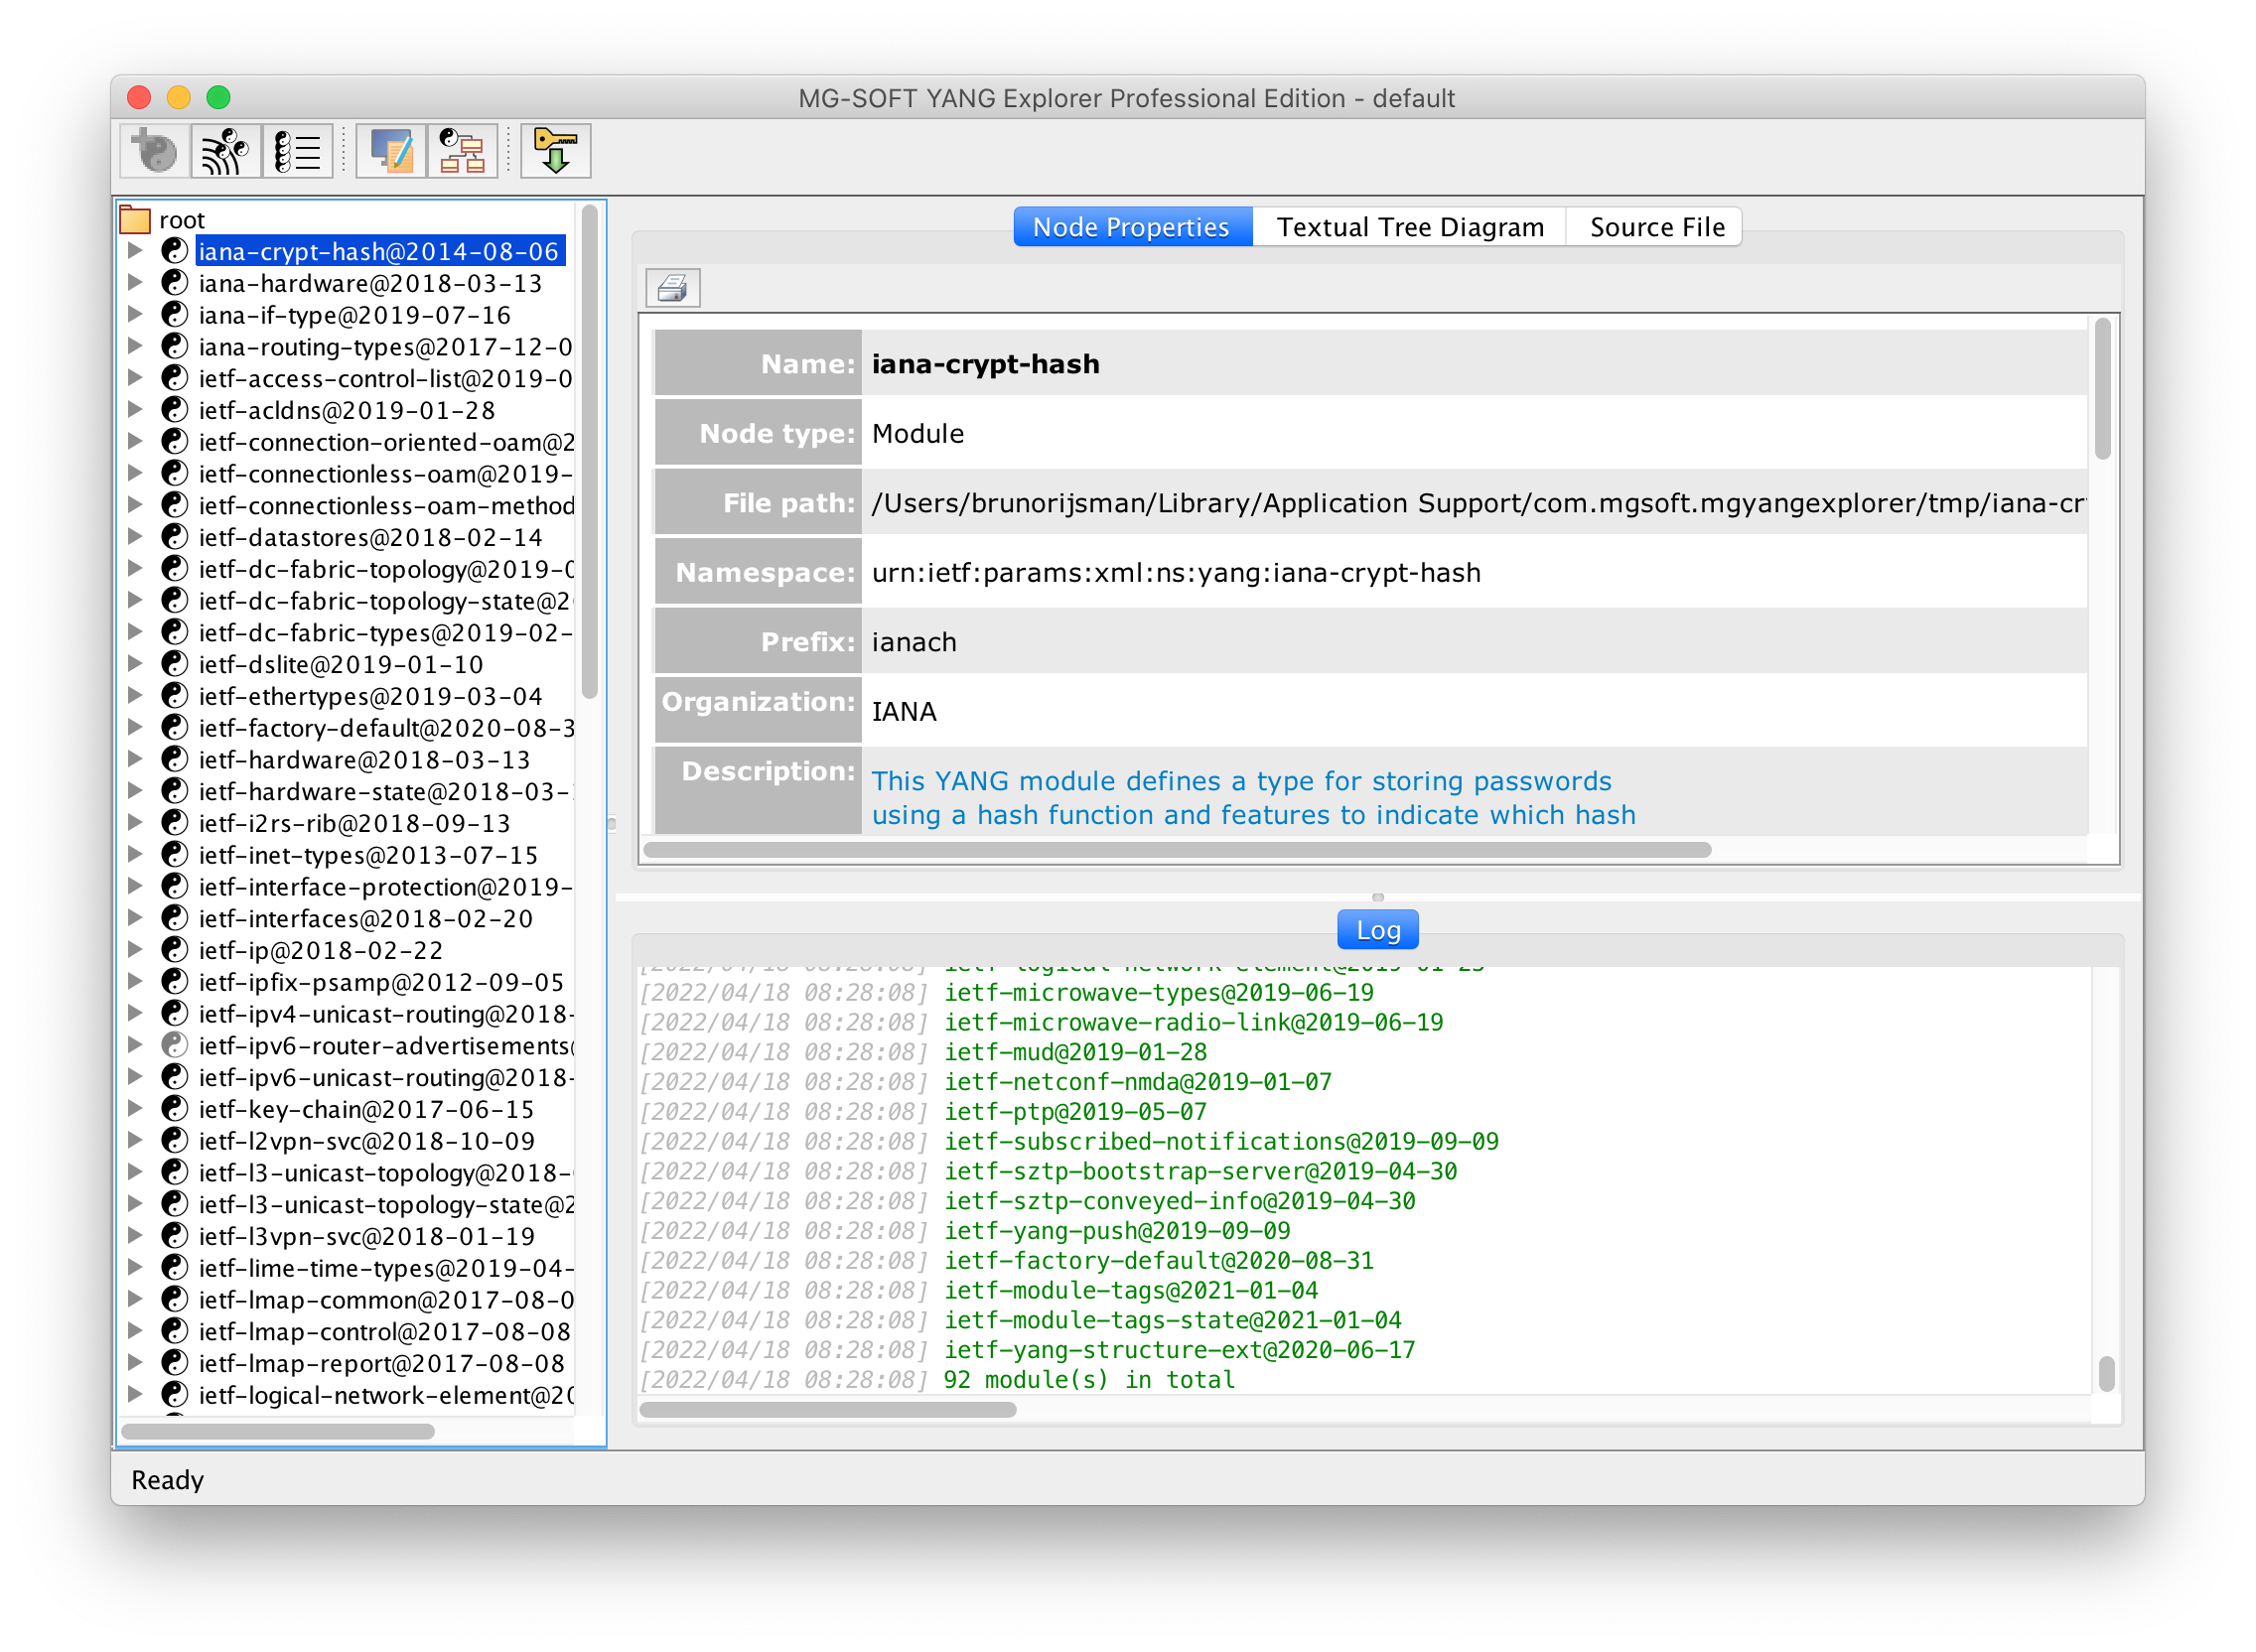 MG-SOFT YANG Explorer Professional Edition - default
root
iana-crypt-hash@2014-08-06
iana-hardware@2018-03-13
iana-if-type@2019-07-16
iana-routing-types@2017-12-0
ietf-access-control-list@2019-0
ietf-acldns@2019-01-28
ietf-connection-oriented-oam@2
ietf-connectionless-oam@2019-
ietf-connectionless-oam-method
ietf-datastores@2018-02-14
ietf-dc-fabric-topology@2019-0
ietf-dc-fabric-topology-state@2
ietf-dc-fabric-types@2019-02-
ietf-dslite@2019-01-10
ietf-ethertypes@2019-03-04
ietf-factory-default@2020-08-3
ietf-hardware@2018-03-13
ietf-hardware-state@2018-03-
ietf-i2rs-rib@2018-09-13
ietf-inet-types@2013-07-15
ietf-interface-protection@2019-
ietf-interfaces@2018-02-20
ietf-ip@2018-02-22
ietf-ipfix-psamp@2012-09-05
ietf-ipv4-unicast-routing@2018-
ietf-ipv6-router-advertisements@
ietf-ipv6-unicast-routing@2018-
ietf-key-chain@2017-06-15
ietf-l2vpn-svc@2018-10-09
ietf-l3-unicast-topology@2018-
ietf-l3-unicast-topology-state@2
ietf-l3vpn-svc@2018-01-19
ietf-lime-time-types@2019-04-
ietf-lmap-common@2017-08-0
ietf-lmap-control@2017-08-08
ietf-lmap-report@2017-08-08
ietf-logical-network-element@20
Node Properties Textual Tree Diagram Source File
Name: iana-crypt-hash
Node type: Module
File path: /Users/brunorijsman/Library/Application Support/com.mgsoft.mgyangexplorer/tmp/iana-cr
Namespace: urn:ietf:params:xml:ns:yang:iana-crypt-hash
Prefix: ianach
Organization: IANA
Description: This YANG module defines a type for storing passwords
using a hash function and features to indicate which hash
Log
[2022/04/18 08:28:08] ietf-logical-network-element@2019-01-25
[2022/04/18 08:28:08] ietf-microwave-types@2019-06-19
[2022/04/18 08:28:08] ietf-microwave-radio-link@2019-06-19
[2022/04/18 08:28:08] ietf-mud@2019-01-28
[2022/04/18 08:28:08] ietf-netconf-nmda@2019-01-07
[2022/04/18 08:28:08] ietf-ptp@2019-05-07
[2022/04/18 08:28:08] ietf-subscribed-notifications@2019-09-09
[2022/04/18 08:28:08] ietf-sztp-bootstrap-server@2019-04-30
[2022/04/18 08:28:08] ietf-sztp-conveyed-info@2019-04-30
[2022/04/18 08:28:08] ietf-yang-push@2019-09-09
[2022/04/18 08:28:08] ietf-factory-default@2020-08-31
[2022/04/18 08:28:08] ietf-module-tags@2021-01-04
[2022/04/18 08:28:08] ietf-module-tags-state@2021-01-04
[2022/04/18 08:28:08] ietf-yang-structure-ext@2020-06-17
[2022/04/18 08:28:08] 92 module(s) in total
Ready